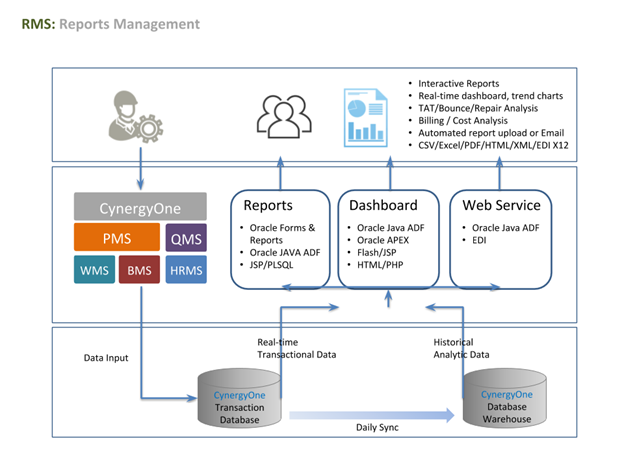 RMS: Reports Management
• Interactive Reports
• Real-time dashboard, trend charts
• TAT/Bounce/Repair Analysis
• Billing / Cost Analysis
• Automated report upload or Email
• CSV/Excel/PDF/HTML/XML/EDI X12
CynergyOne
PMS
QMS
WMS
BMS
HRMS
Reports
• Oracle Forms &
Reports
• Oracle JAVA ADF
• JSP/PLSQL
Dashboard
• Oracle Java ADF
• Oracle APEX
• Flash/JSP
• HTML/PHP
Web Service
• Oracle Java ADF
• EDI
Data Input
Real-time
Transactional Data
Historical
Analytic Data
CynergyOne
Transaction
Database
Daily Sync
CynergyOne
Database
Warehouse